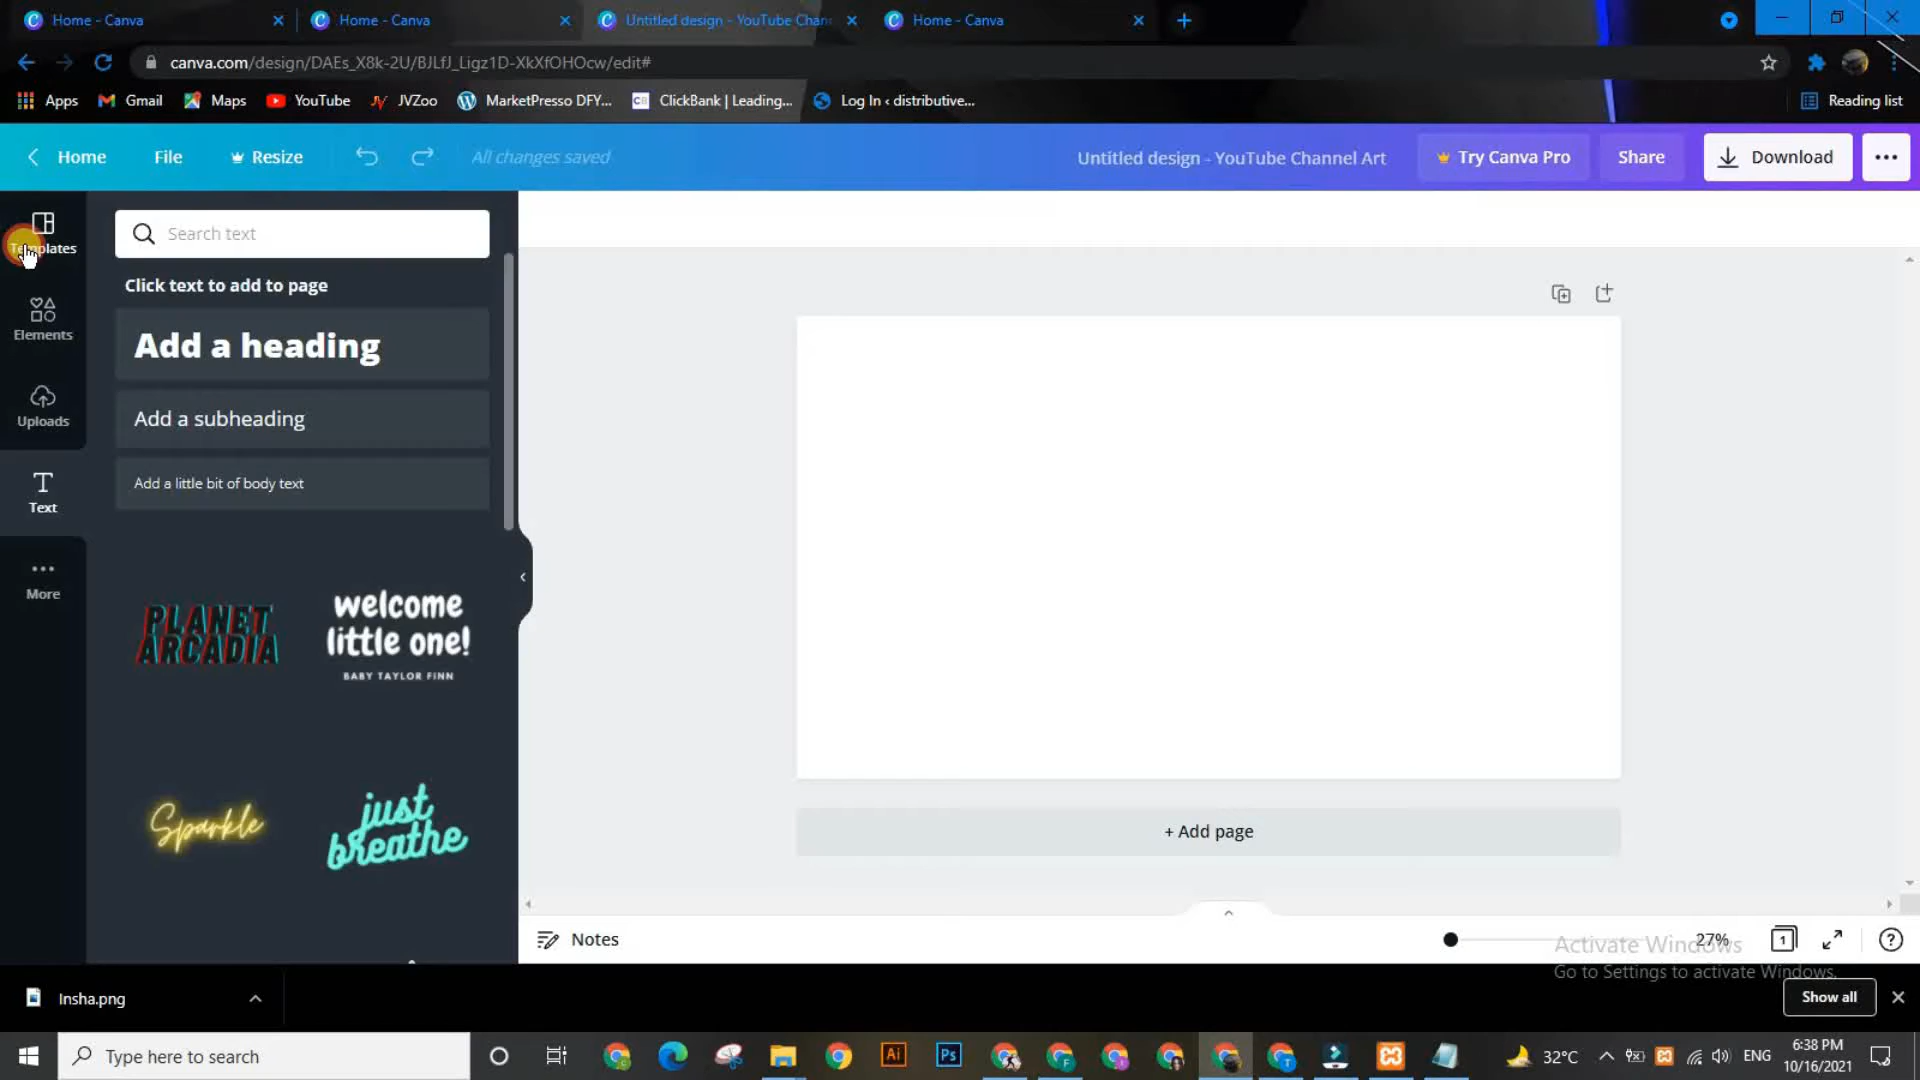 Home - Canva
Home - Canva
Untitled design - YouTube Chann
Home - Canva
canva.com/design/DAEs_X8k-2U/BJLfJ_Ligz1D-XkXfOHOcw/edit#
Apps
Gmail
Maps
YouTube
JVZoo
MarketPresso DFY...
ClickBank | Leading...
Log In ‹ distributive...
Reading list
Home
File
Resize
All changes saved
Untitled design - YouTube Channel Art
Try Canva Pro
Share
Download
Templates
Elements
Uploads
Text
More
Search text
Click text to add to page
Add a heading
Add a subheading
Add a little bit of body text
PLANET
ARCADIA
welcome
little one!
BABY TAYLOR FINN
Sparkle
just
breathe
+ Add page
Notes
27%
1
Activate Windows
Go to Settings to activate Windows.
Insha.png
Show all
Type here to search
Ai
Ps
32°C
ENG
6:38 PM
10/16/2021